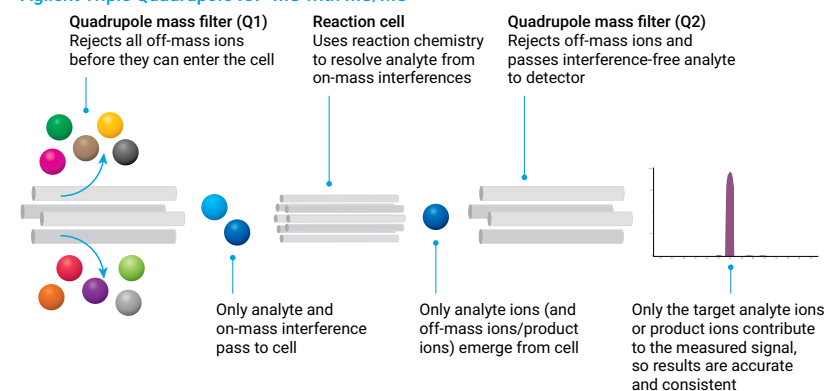 Quadrupole mass filter (Q1)
Rejects all off-mass ions
before they can enter the cell
Reaction cell
Uses reaction chemistry
to resolve analyte from
on-mass interferences
Quadrupole mass filter (Q2)
Rejects off-mass ions and
passes interference-free analyte
to detector
Only analyte and
on-mass interference
pass to cell
Only analyte ions (and
off-mass ions/product
ions) emerge from cell
Only the target analyte ions
or product ions contribute
to the measured signal,
so results are accurate
and consistent